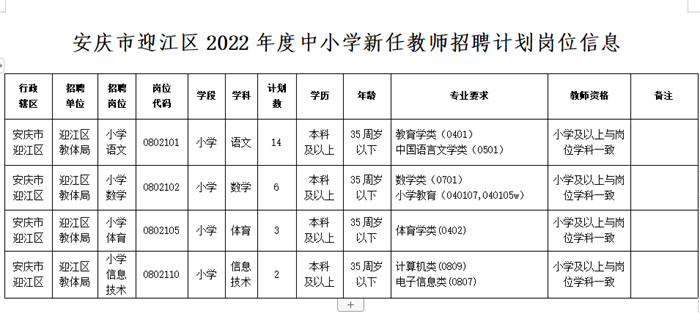 安庆市迎江区 2022 年度中小学新任教师招聘计划岗位信息
行政辖区 招聘单位 招聘岗位 岗位代码 学段 学科 计划数 学历 年龄 专业要求 教师资格 备注
安庆市迎江区 迎江区教体局 小学语文 0802101 小学 语文 14 本科及以上 35 周岁以下 教育学类（0401） 中国语言文学类（0501） 小学及以上与岗位学科一致
安庆市迎江区 迎江区教体局 小学数学 0802102 小学 数学 6 本科及以上 35 周岁以下 数学类（0701） 小学教育（040107,040105w） 小学及以上与岗位学科一致
安庆市迎江区 迎江区教体局 小学体育 0802105 小学 体育 3 本科及以上 35 周岁以下 体育学类(0402) 小学及以上与岗位学科一致
安庆市迎江区 迎江区教体局 小学信息技术 0802110 小学 信息技术 2 本科及以上 35 周岁以下 计算机类(0809) 电子信息类(0807) 小学及以上与岗位学科一致